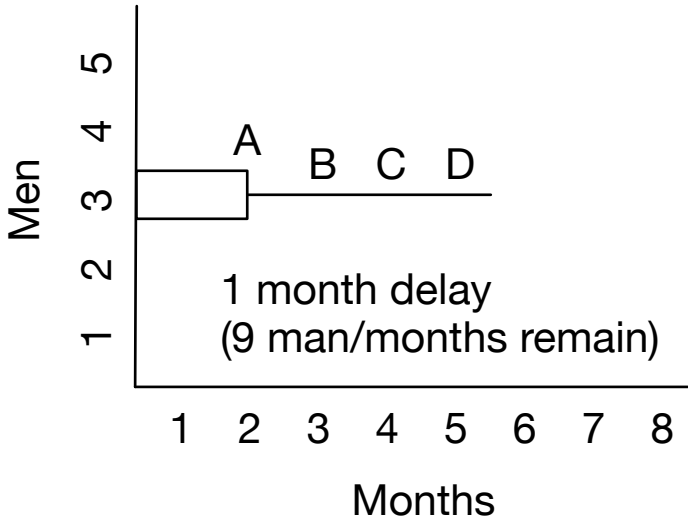 Men
5
4
3
2
1
A
B C D
1 month delay
(9 man/months remain)
1 2 3 4 5 6 7 8
Months